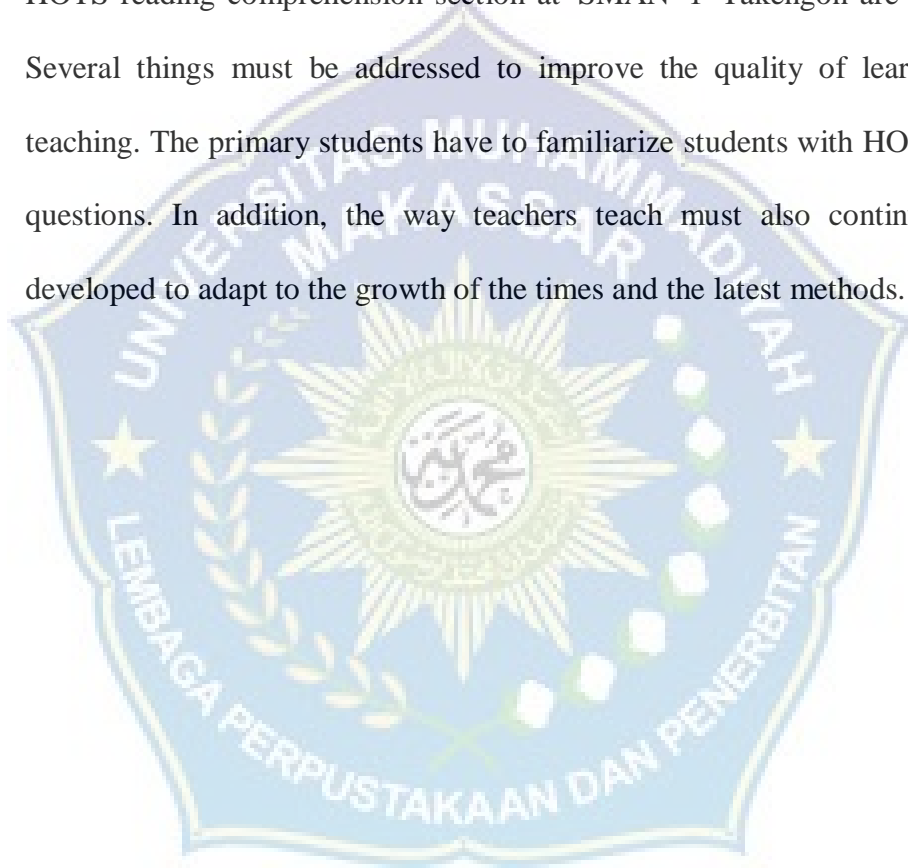 HOTS reading comprehension section at SMAN 1 Takengon are
Several things must be addressed to improve the quality of lear
teaching. The primary students have to familiarize students with HO
questions. In addition, the way teachers teach must also contin
developed to adapt to the growth of the times and the latest methods.
UNIVERSITAS MUHAMMADIYAH
MAKASSAR
محمدية
LEMBAGA PERPUSTAKAAN DAN PENERBITAN